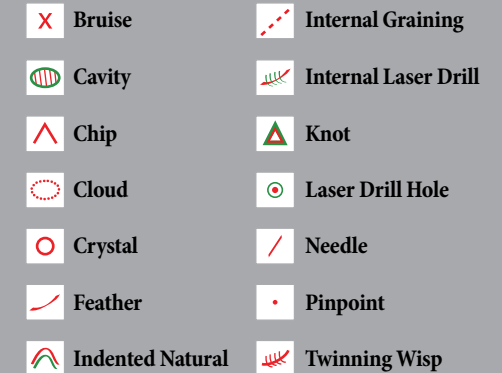 Bruise
Cavity
Chip
Cloud
Crystal
Feather
Indented Natural
Internal Graining
Internal Laser Drill
Knot
Laser Drill Hole
Needle
Pinpoint
Twinning Wisp